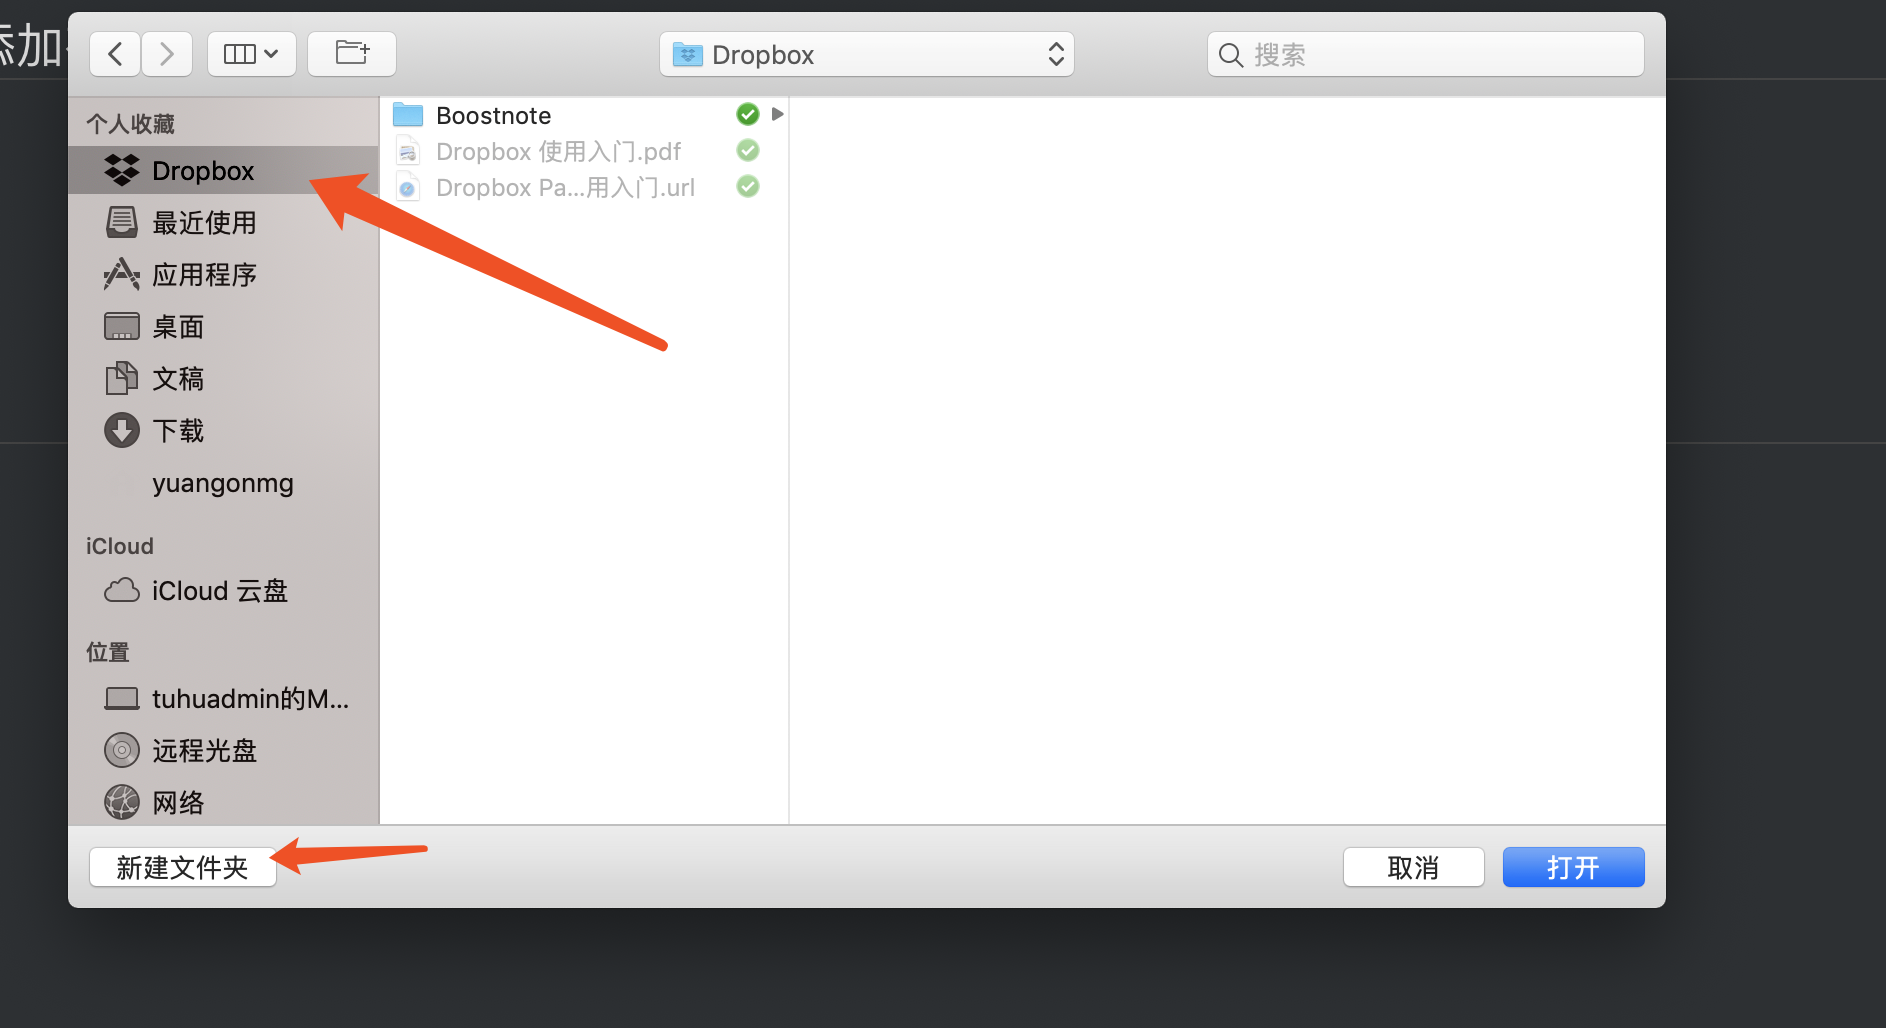 添加
Dropbox
搜索
个人收藏
Dropbox
最近使用
应用程序
桌面
文稿
下载
yuangonmg
iCloud
iCloud 云盘
位置
tuhuadmin的M...
远程光盘
网络
Boostnote
Dropbox 使用入门.pdf
Dropbox Pa...用入门.url
新建文件夹
取消
打开